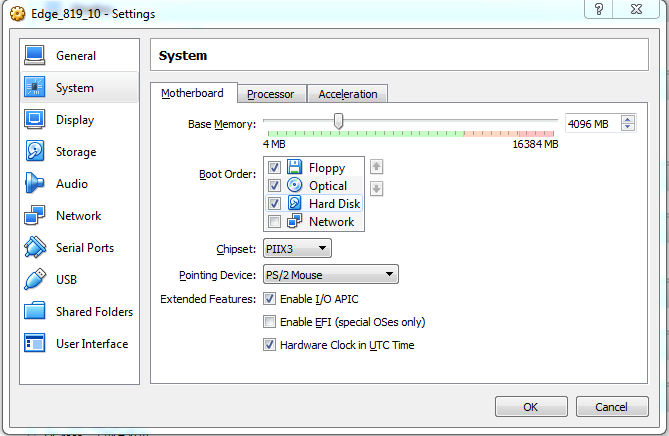 Edge_819_10 - Settings
General
System
Display
Storage
Audio
Network
Serial Ports
USB
Shared Folders
User Interface
System
Motherboard Processor Acceleration
Base Memory: 4096 MB
4 MB 16384 MB
Boot Order: Floppy
Optical
Hard Disk
Network
Chipset: PIIX3
Pointing Device: PS/2 Mouse
Extended Features: Enable I/O APIC
Enable EFI (special OSes only)
Hardware Clock in UTC Time
OK Cancel